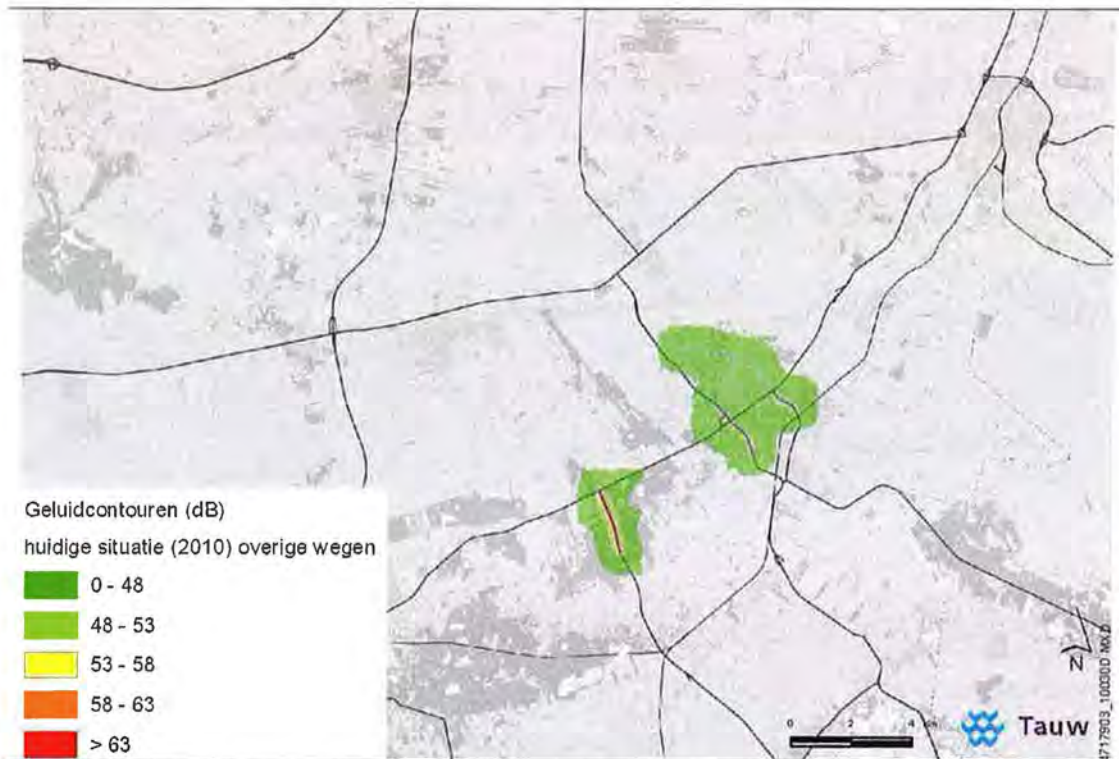 Geluidcontouren (dB)
huidige situatie (2010) overige wegen
0 - 48
48 - 53
53 - 58
58 - 63
> 63
N
0 2 4
Tauw